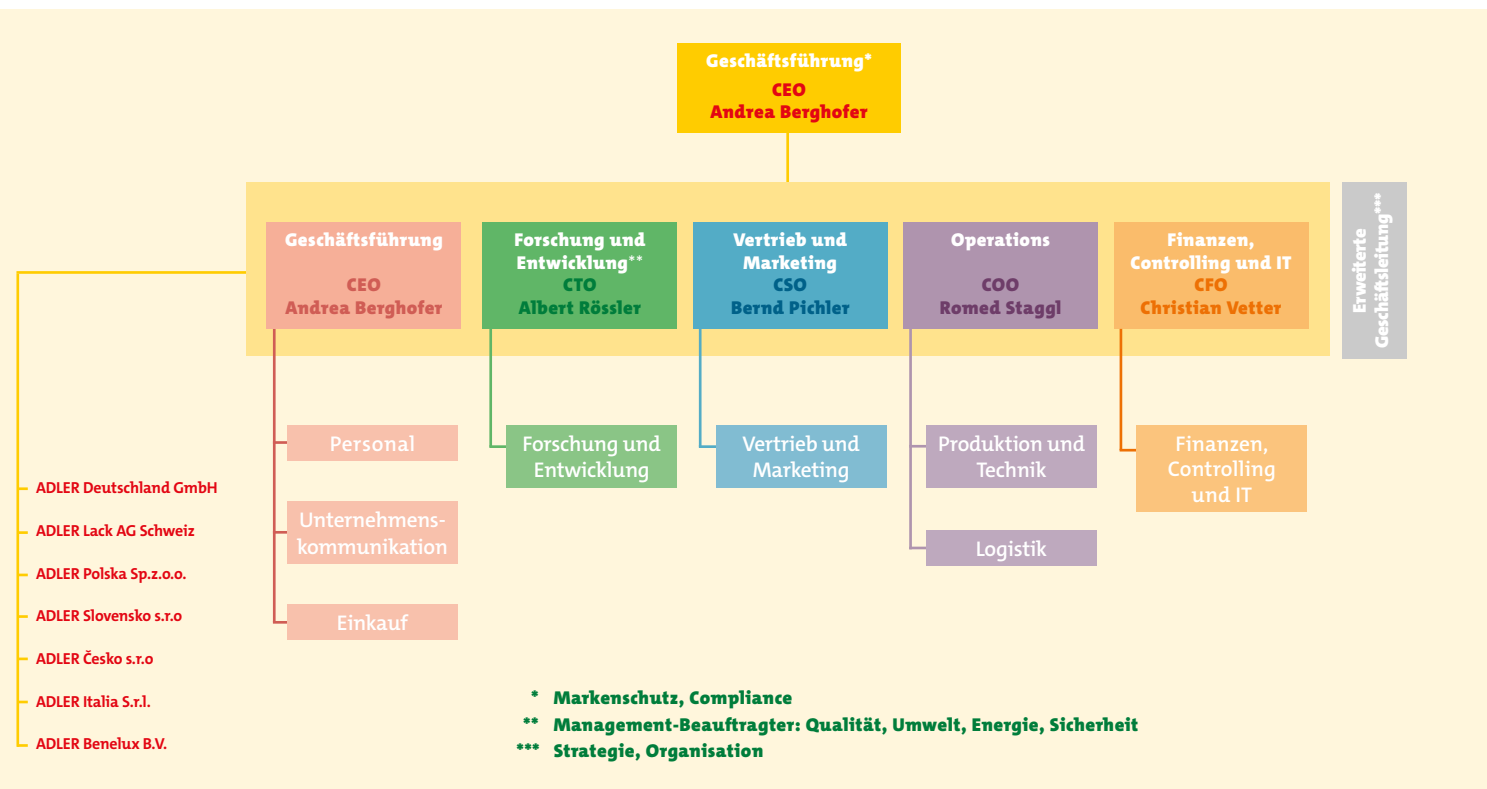 Geschäftsführung*
CEO
Andrea Berghofer
Geschäftsführung
CEO
Andrea Berghofer
Forschung und
Entwicklung**
CTO
Albert Rössler
Vertrieb und
Marketing
CSO
Bernd Pichler
Operations
COO
Romed Staggl
Finanzen,
Controlling und IT
CFO
Christian Vetter
Erweiterte
Geschäftsleitung***
Personal
Unternehmens-
kommunikation
Einkauf
Forschung und
Entwicklung
Vertrieb und
Marketing
Produktion und
Technik
Logistik
Finanzen,
Controlling
und IT
ADLER Deutschland GmbH
ADLER Lack AG Schweiz
ADLER Polska Sp.z.o.o.
ADLER Slovensko s.r.o
ADLER Česko s.r.o
ADLER Italia S.r.l.
ADLER Benelux B.V.
* Markenschutz, Compliance
** Management-Beauftragter: Qualität, Umwelt, Energie, Sicherheit
*** Strategie, Organisation